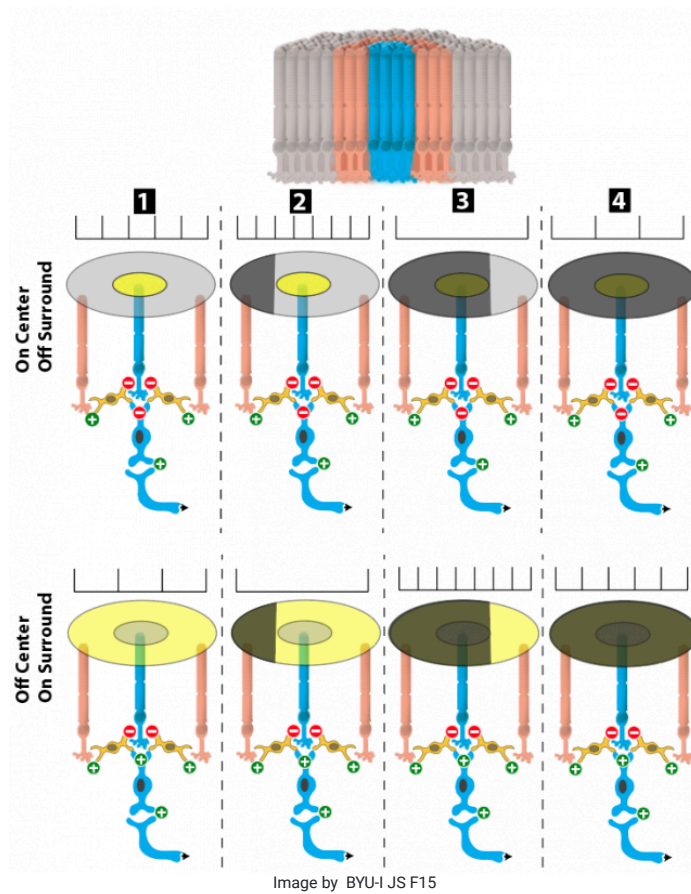 1 2 3 4
On Center
Off Surround
Off Center
On Surround
Image by BYU-I JS F15